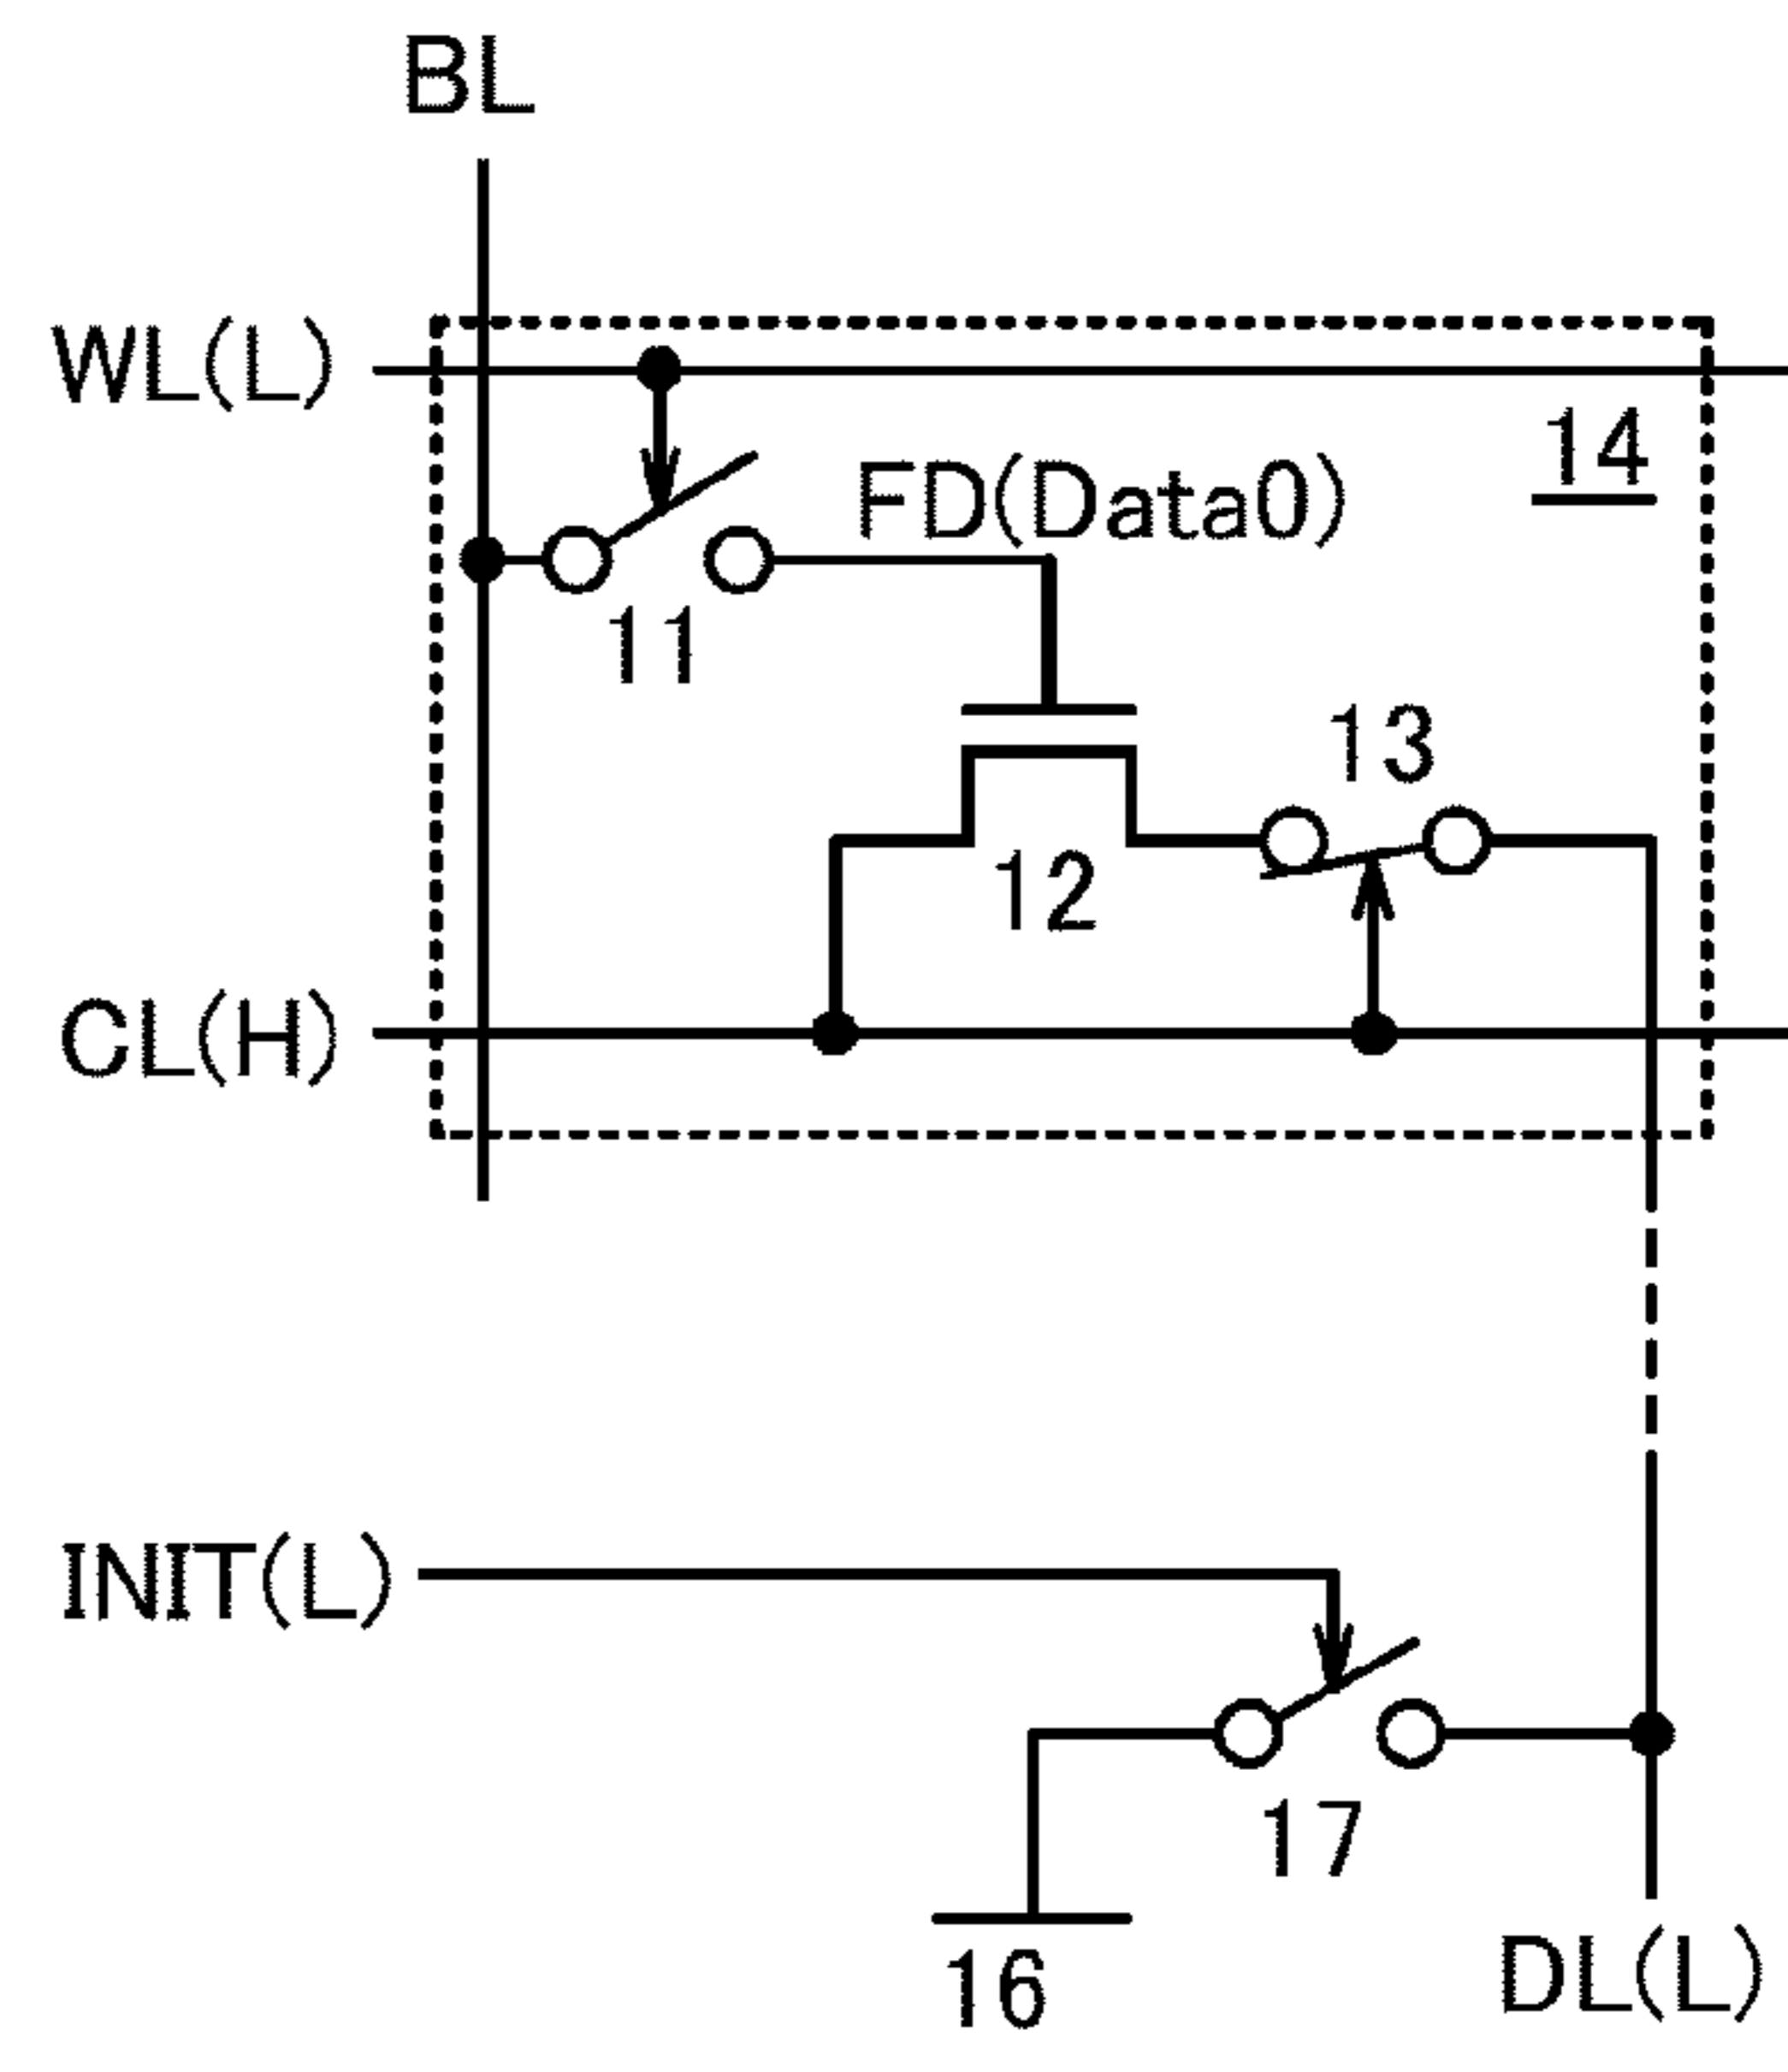 BL
WL(L)
14
FD(Data0)
11
13
12
CL(H)
INIT(L)
17
16
DL(L)